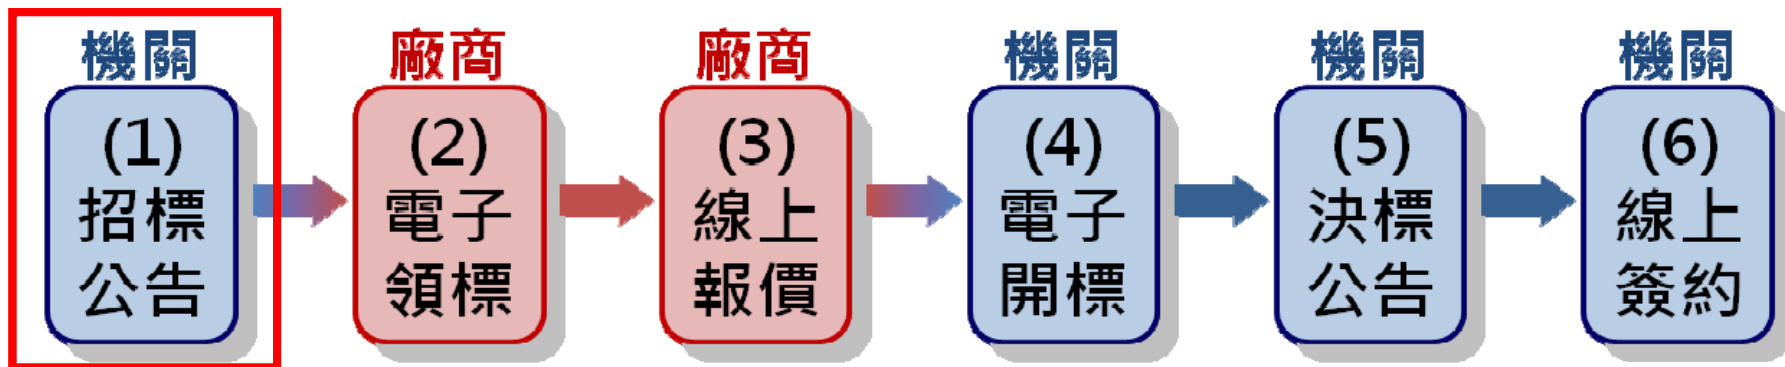 機關
(1)
招標
公告
廠商
(2)
電子
領標
廠商
(3)
線上
報價
機關
(4)
電子
開標
機關
(5)
決標
公告
機關
(6)
線上
簽約